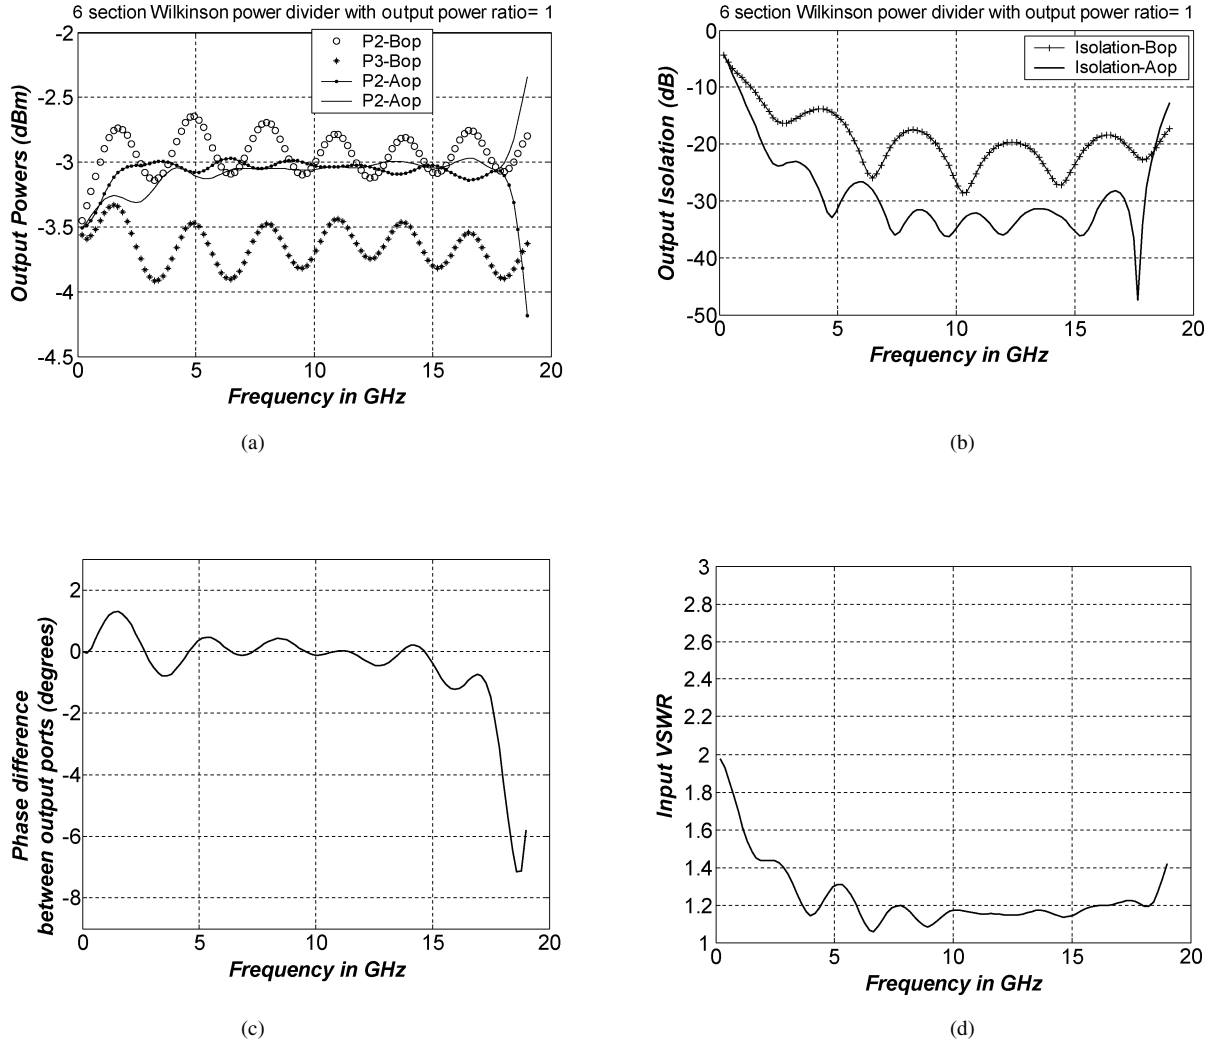 6 section Wilkinson power divider with output power ratio= 1
-2
-2.5
-3
-3.5
-4
-4.5
0
5
10
15
20
P2-Bop
P3-Bop
P2-Aop
P2-Aop
Output Powers (dBm)
Frequency in GHz
(a)
6 section Wilkinson power divider with output power ratio= 1
0
-10
-20
-30
-40
-50
0
5
10
15
20
Isolation-Bop
Isolation-Aop
Output Isolation (dB)
Frequency in GHz
(b)
2
0
-2
-4
-6
-8
0
5
10
15
20
Phase difference
between output ports (degrees)
Frequency in GHz
(c)
3
2.8
2.6
2.4
2.2
2
1.8
1.6
1.4
1.2
1
0
5
10
15
20
Input VSWR
Frequency in GHz
(d)